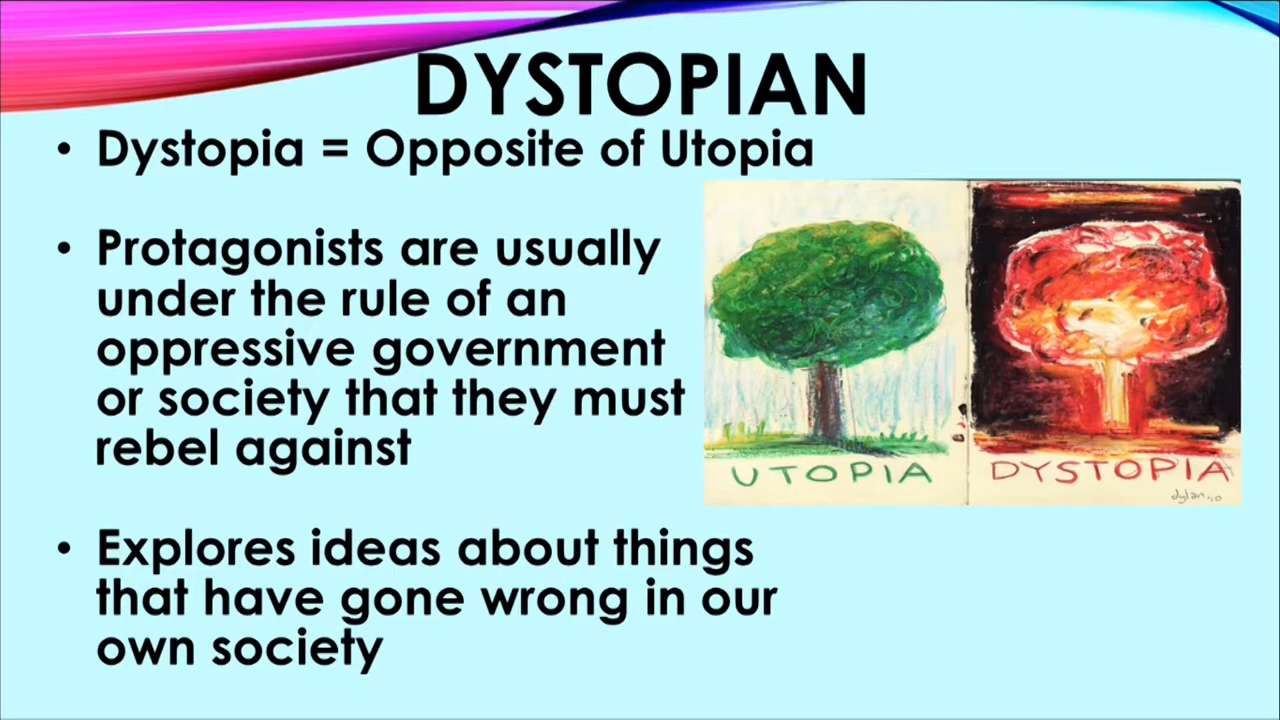 DYSTOPIAN
• Dystopia = Opposite of Utopia
• Protagonists are usually
under the rule of an
oppressive government
or society that they must
rebel against
UTOPIA
DYSTOPIA
• Explores ideas about things
that have gone wrong in our
own society